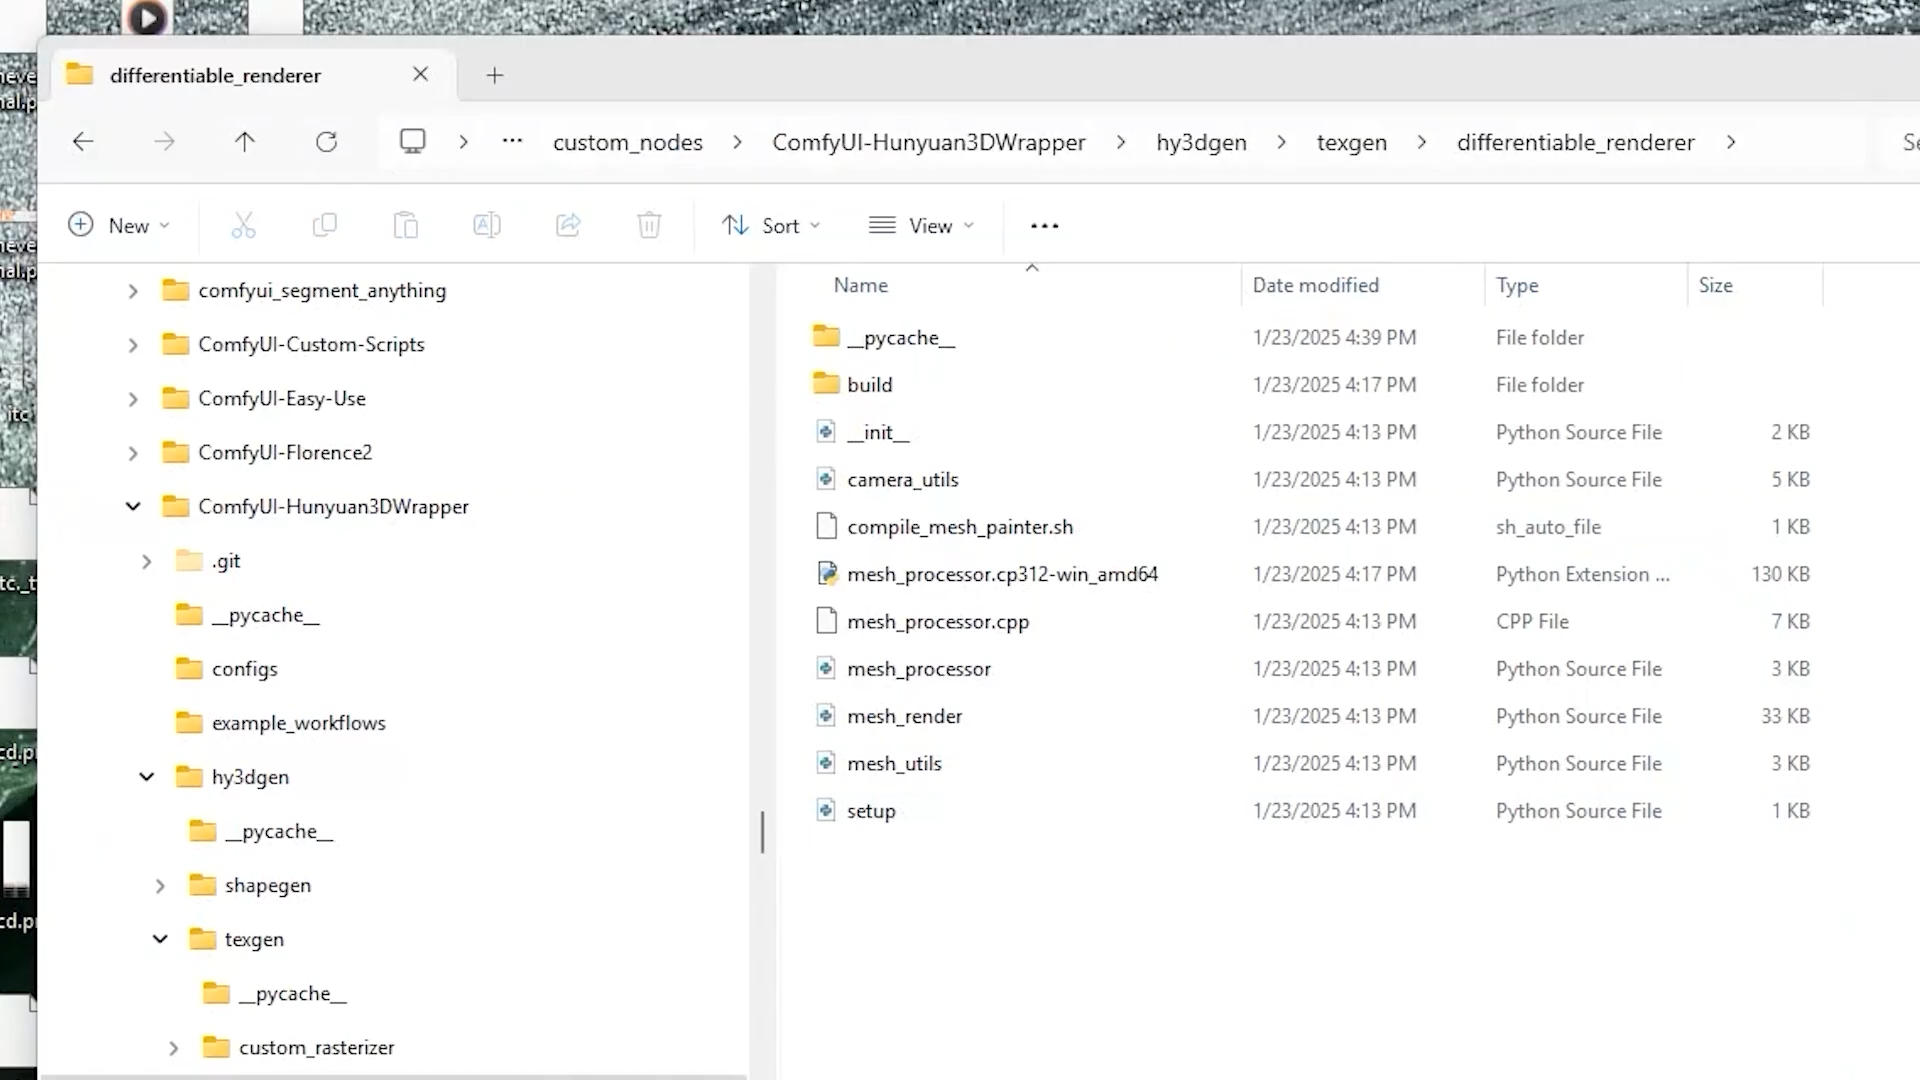 differentiable_renderer
custom_nodes > ComfyUI-Hunyuan3DWrapper > hy3dgen > texgen > differentiable_renderer >
New Sort View
comfyui_segment_anything
ComfyUI-Custom-Scripts
ComfyUI-Easy-Use
ComfyUI-Florence2
ComfyUI-Hunyuan3DWrapper
.git
__pycache__
configs
example_workflows
hy3dgen
__pycache__
shapegen
texgen
__pycache__
custom_rasterizer
Name Date modified Type Size
__pycache__ 1/23/2025 4:39 PM File folder
build 1/23/2025 4:17 PM File folder
__init__ 1/23/2025 4:13 PM Python Source File 2 KB
camera_utils 1/23/2025 4:13 PM Python Source File 5 KB
compile_mesh_painter.sh 1/23/2025 4:13 PM sh_auto_file 1 KB
mesh_processor.cp312-win_amd64 1/23/2025 4:17 PM Python Extension ... 130 KB
mesh_processor.cpp 1/23/2025 4:13 PM CPP File 7 KB
mesh_processor 1/23/2025 4:13 PM Python Source File 3 KB
mesh_render 1/23/2025 4:13 PM Python Source File 33 KB
mesh_utils 1/23/2025 4:13 PM Python Source File 3 KB
setup 1/23/2025 4:13 PM Python Source File 1 KB